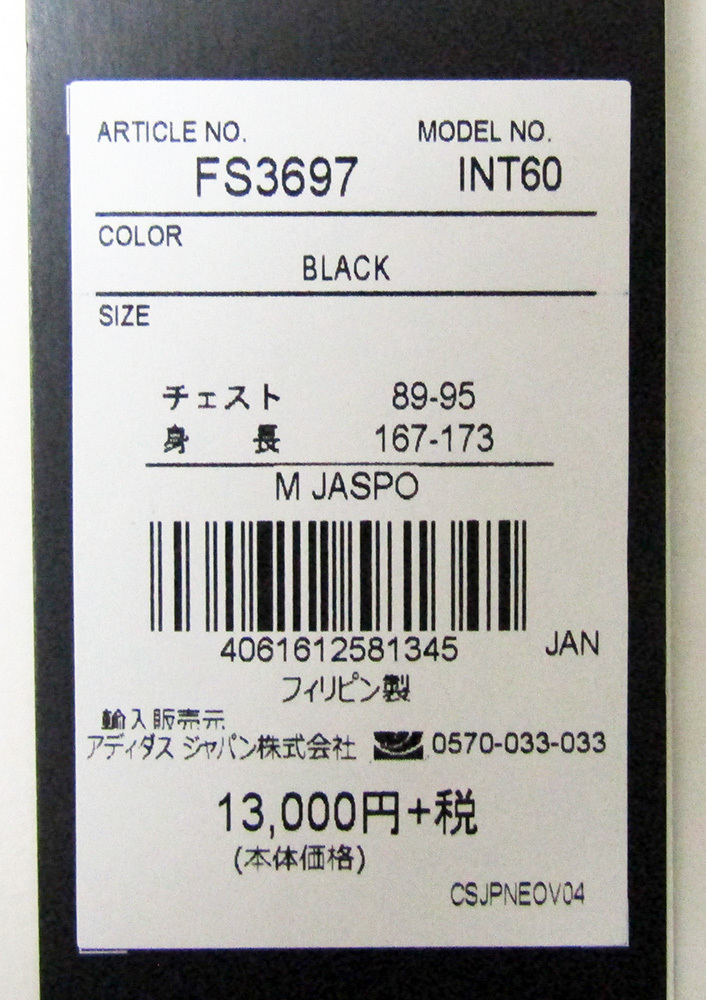 ARTICLE NO. MODEL NO.
FS3697 INT60
COLOR
BLACK
SIZE
チェスト 89-95
身 長 167-173
M JASPO
4061612581345 JAN
フィリピン製
輸入販売元
アディダス ジャパン株式会社 0570-033-033
13,000円+税
(本体価格)
CSJPNEOV04